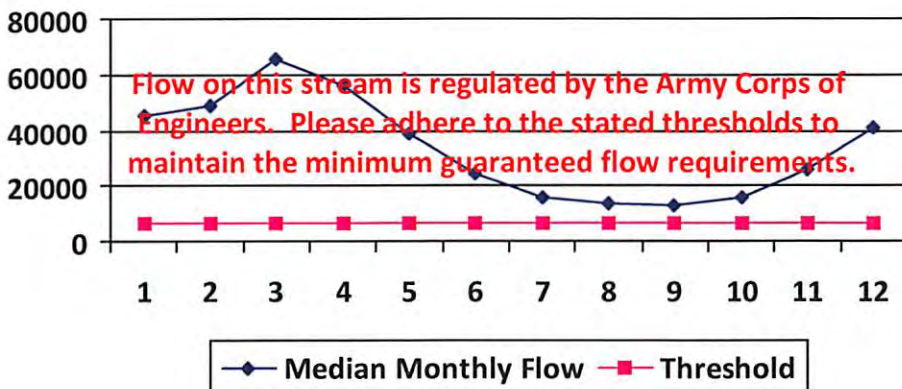 80000
60000
40000
20000
0
Flow on this stream is regulated by the Army Corps of
Engineers. Please adhere to the stated thresholds to
maintain the minimum guaranteed flow requirements.
1 2 3 4 5 6 7 8 9 10 11 12
Median Monthly Flow Threshold